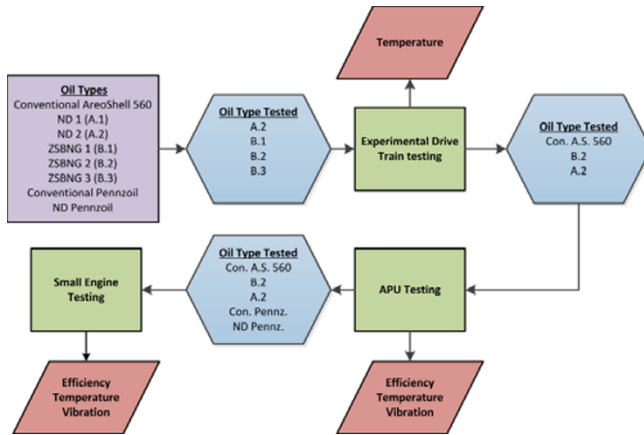 Temperature
Oil Types
Conventional AreoShell 560
ND 1 (A.1)
ND 2 (A.2)
ZSBNG 1 (B.1)
ZSBNG 2 (B.2)
ZSBNG 3 (B.3)
Conventional Pennzoil
ND Pennzoil
Oil Type Tested
A.2
B.1
B.2
B.3
Experimental Drive
Train testing
Oil Type Tested
Con. A.S. 560
B.2
A.2
Small Engine
Testing
Oil Type Tested
Con. A.S. 560
B.2
A.2
Con. Pennz.
ND Pennz.
APU Testing
Efficiency
Temperature
Vibration
Efficiency
Temperature
Vibration